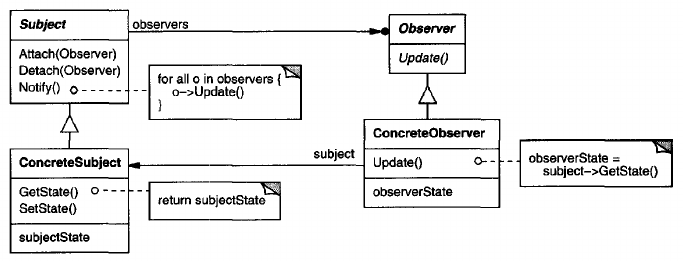 Subject
observers
Observer
Attach(Observer)
Detach(Observer)
Notify()
for all o in observers {
o->Update()
}
Update()
ConcreteSubject
GetState()
SetState()
subjectState
return subjectState
subject
ConcreteObserver
Update()
observerState
observerState =
subject->GetState()